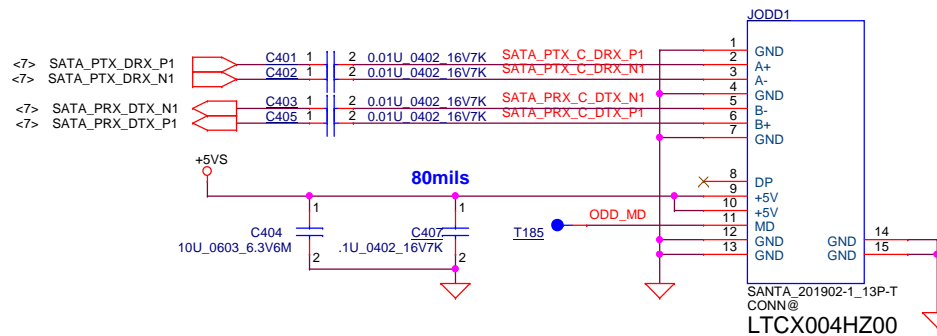 JODD1
1 GND
<7> SATA_PTX_DRX_P1 C401 1 2 0.01U_0402_16V7K SATA_PTX_C_DRX_P1 2 A+
<7> SATA_PTX_DRX_N1 C402 1 2 0.01U_0402_16V7K SATA_PTX_C_DRX_N1 3 A-
4 GND
<7> SATA_PRX_DTX_N1 C403 1 2 0.01U_0402_16V7K SATA_PRX_C_DTX_N1 5 B-
<7> SATA_PRX_DTX_P1 C405 1 2 0.01U_0402_16V7K SATA_PRX_C_DTX_P1 6 B+
7 GND
+5VS
80mils
8 DP
9 +5V
10 +5V
1 1
C404 C407
10U_0603_6.3V6M .1U_0402_16V7K
2 2
T185 ODD_MD 11 MD
12 GND GND 14
13 GND GND 15
SANTA_201902-1_13P-T
CONN@
LTCX004HZ00